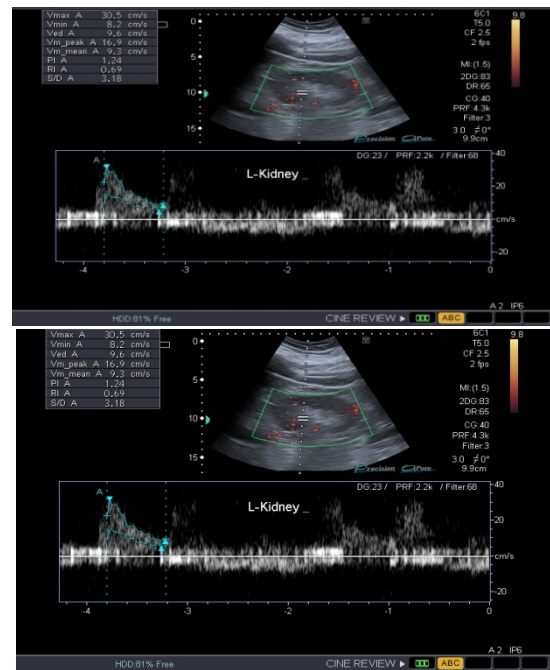 Vmax A 30.5 cm/s
Vmin A 8.2 cm/s
Ved A 9.6 cm/s
Vm_peak A 16.9 cm/s
Vm_mean A 9.3 cm/s
PI A 1.24
RI A 0.69
S/D A 3.18
0
5
10
15
6C1
T5.0
CF 2.5
2 fps
MI:(1.5)
2DG:83
DR:65
CG:40
PRF:4.3k
Filter:3
3.0 ≠0°
9.9cm
9.8
Precision APure
DG:23 / PRF:2.2k / Filter:68
A
L-Kidney _
40
20
cm/s
-20
-4 -3 -2 -1 0
A 2 IP6
HDD:81% Free
CINE REVIEW
ABC
Vmax A 30.5 cm/s
Vmin A 8.2 cm/s
Ved A 9.6 cm/s
Vm_peak A 16.9 cm/s
Vm_mean A 9.3 cm/s
PI A 1.24
RI A 0.69
S/D A 3.18
0
5
10
15
6C1
T5.0
CF 2.5
2 fps
MI:(1.5)
2DG:83
DR:65
CG:40
PRF:4.3k
Filter:3
3.0 ≠0°
9.9cm
9.8
Precision APure
DG:23 / PRF:2.2k / Filter:68
A
L-Kidney _
40
20
cm/s
-20
-4 -3 -2 -1 0
A 2 IP6
HDD:81% Free
CINE REVIEW
ABC